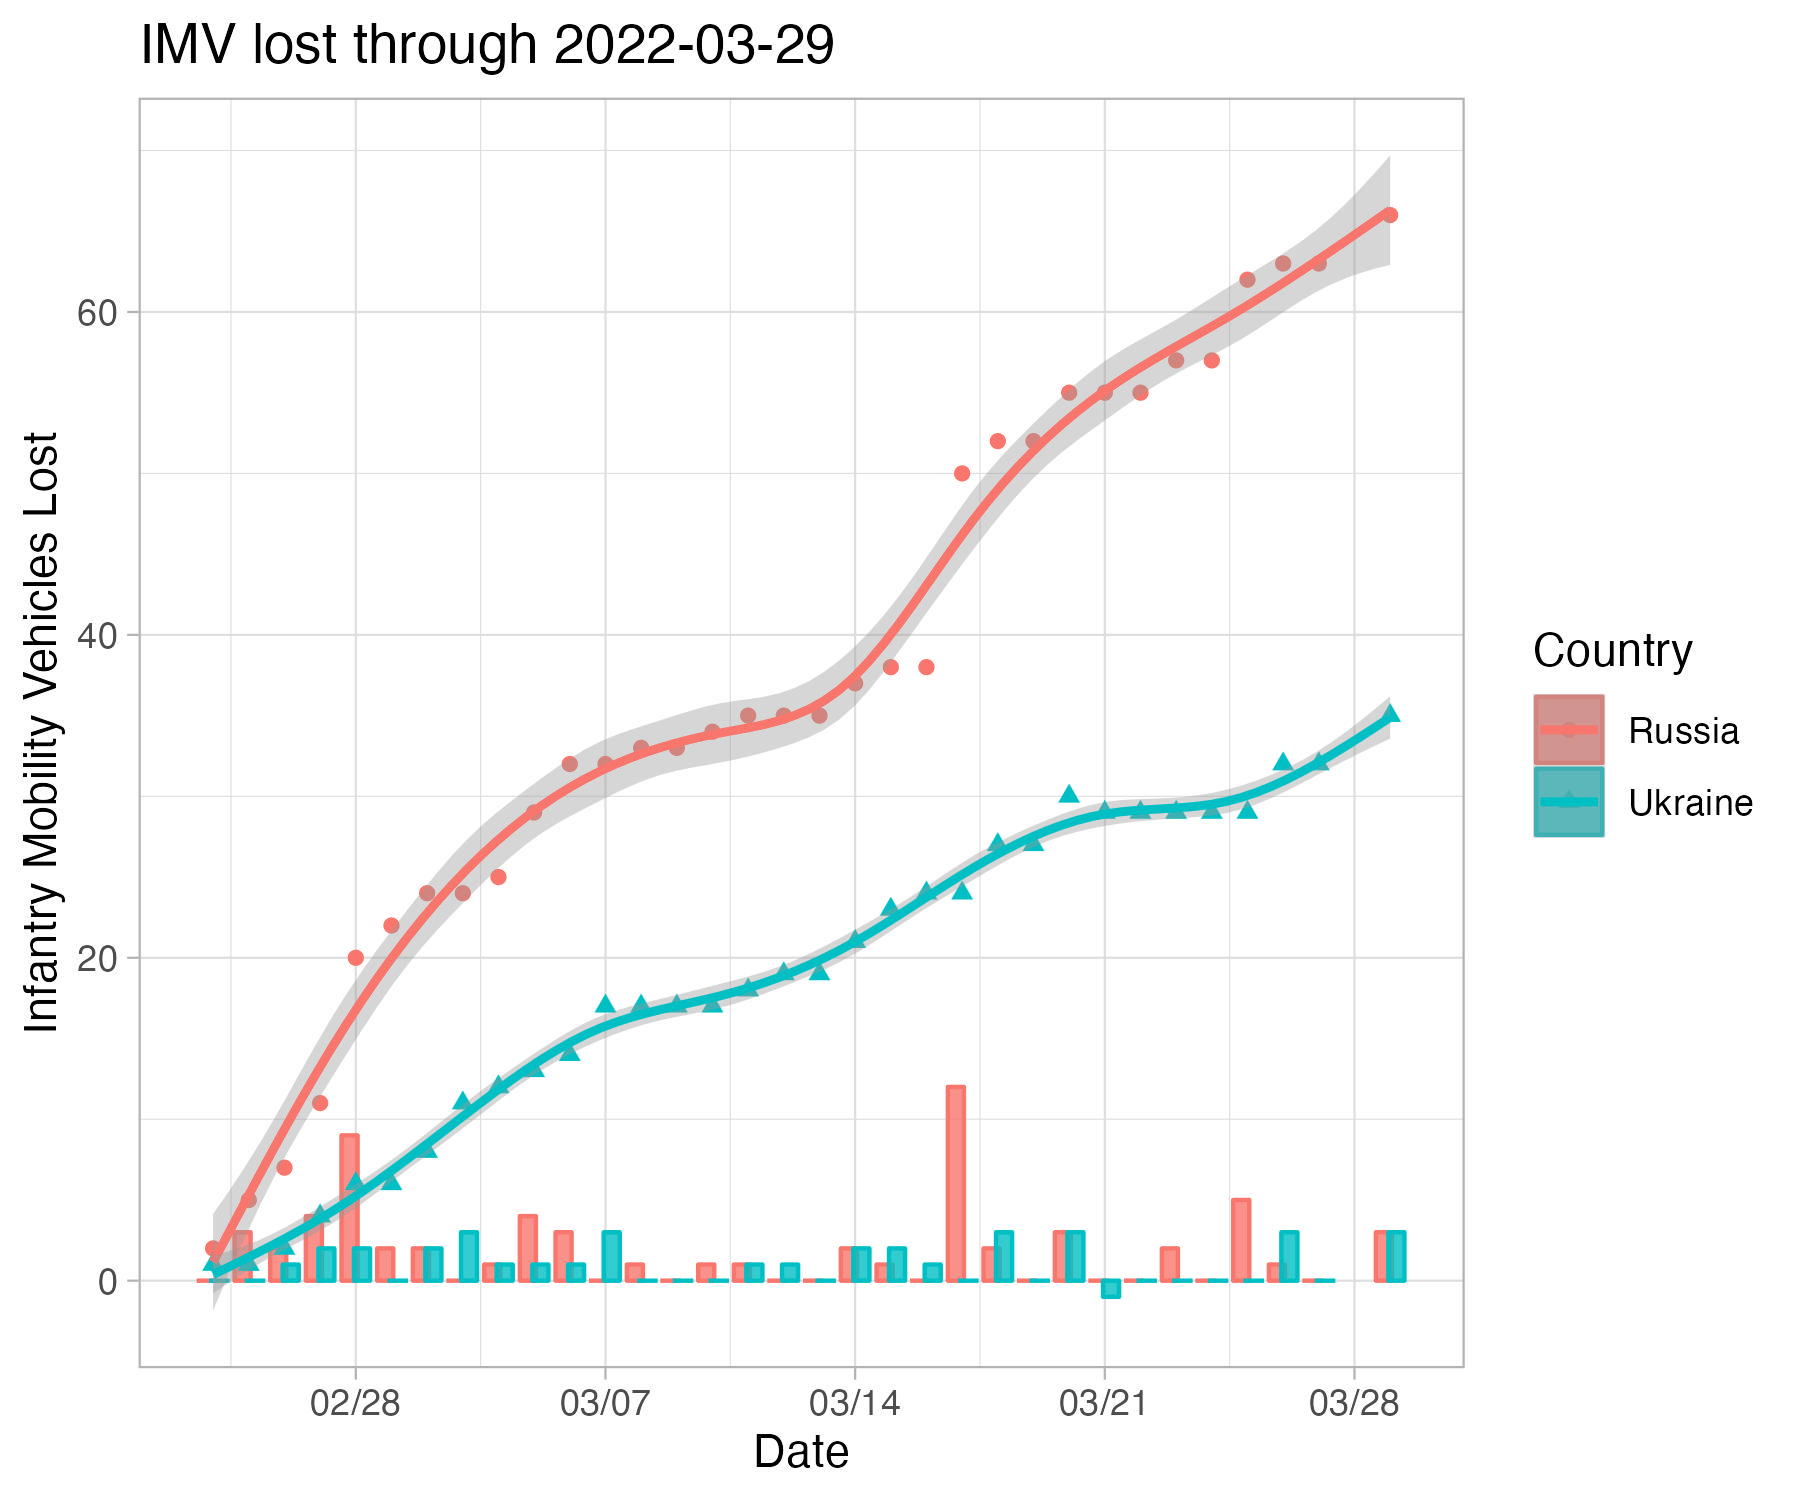 IMV lost through 2022-03-29
Infantry Mobility Vehicles Lost
60
40
20
0
02/28
03/07
03/14
03/21
03/28
Date
Country
Russia
Ukraine